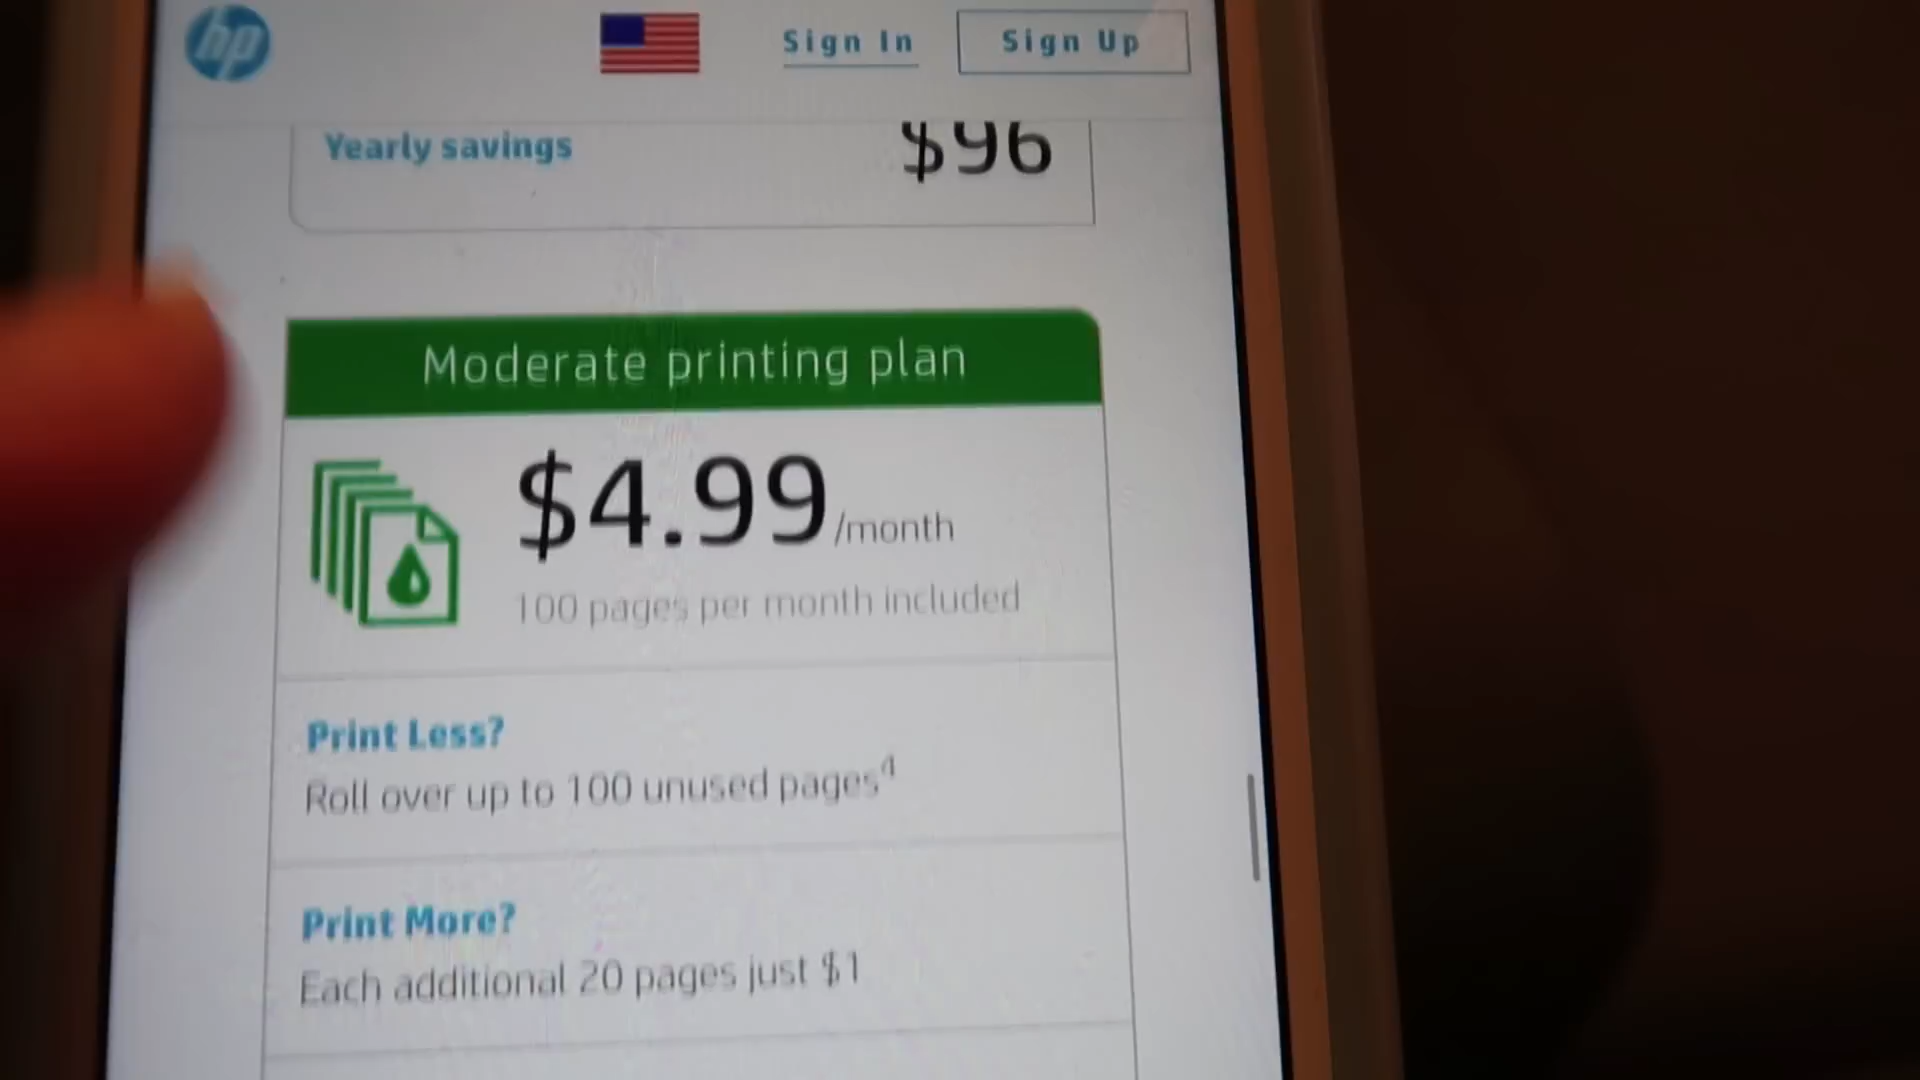 hp
Sign In
Sign Up
Yearly savings
$96
Moderate printing plan
$4.99/month
100 pages per month included
Print Less?
Roll over up to 100 unused pages4
Print More?
Each additional 20 pages just $1